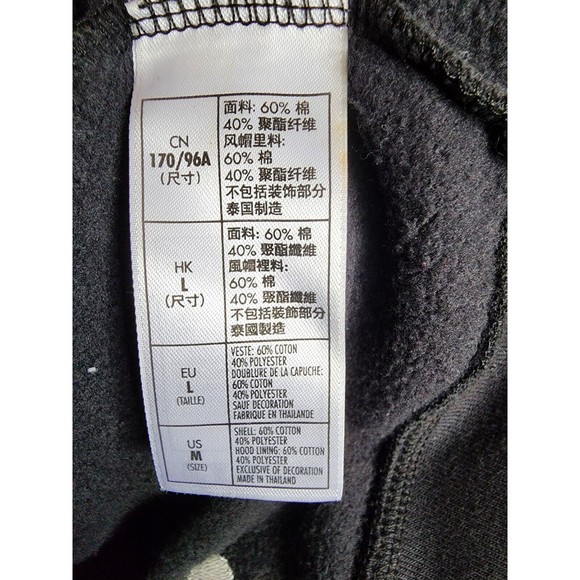 CN
170/96A
(尺寸)
面料: 60% 棉
40% 聚酯纤维
风帽里料:
60% 棉
40% 聚酯纤维
不包括装饰部分
泰国制造
HK
L
(尺寸)
面料: 60% 棉
40% 聚酯纖維
風帽裡料:
60% 棉
40% 聚酯纖維
不包括裝飾部分
泰國製造
EU
L
(TAILLE)
VESTE: 60% COTON
40% POLYESTER
DOUBLURE DE LA CAPUCHE:
60% COTON
40% POLYESTER
SAUF DECORATION
FABRIQUE EN THAILANDE
US
M
(SIZE)
SHELL: 60% COTTON
40% POLYESTER
HOOD LINING: 60% COTTON
40% POLYESTER
EXCLUSIVE OF DECORATION
MADE IN THAILAND